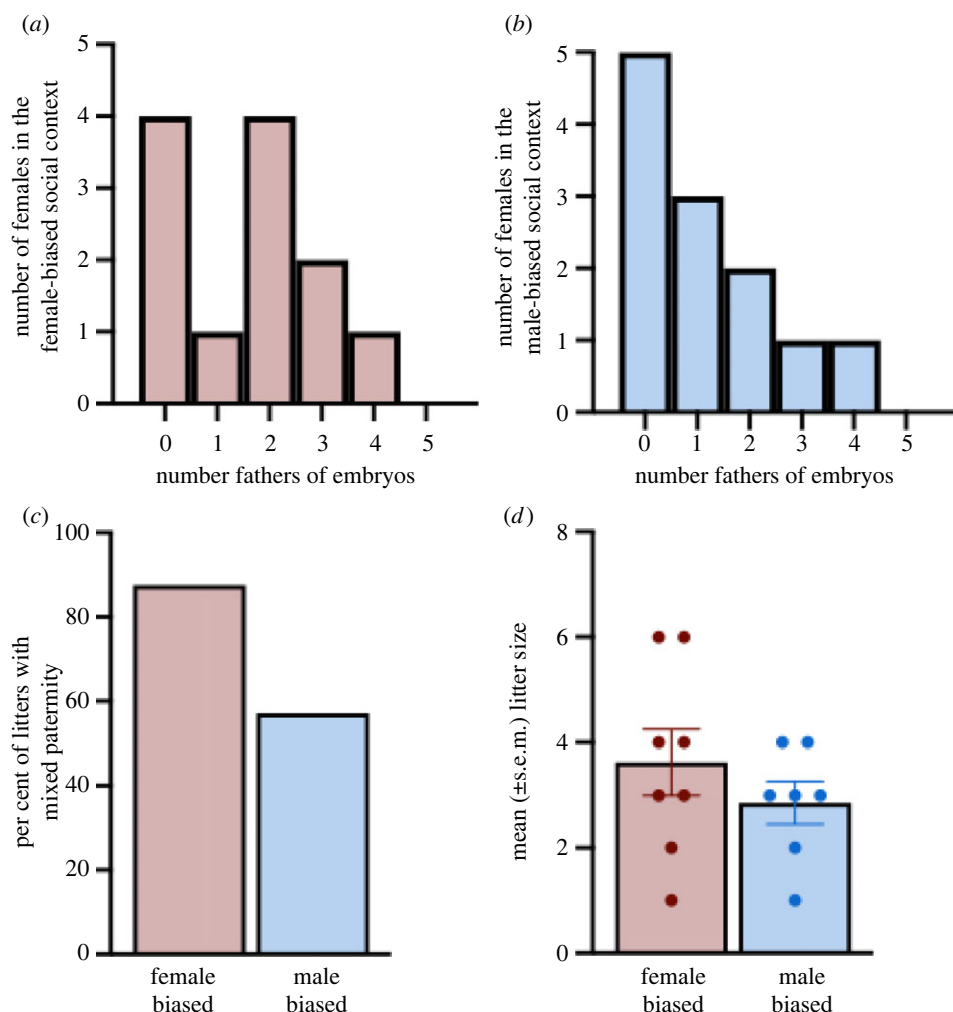 (a)
number of females in the
female-biased social context
5
4
3
2
1
0
0 1 2 3 4 5
number fathers of embryos
(b)
number of females in the
male-biased social context
5
4
3
2
1
0
0 1 2 3 4 5
number fathers of embryos
(c)
per cent of litters with
mixed patermity
100
80
60
40
20
0
female
biased
male
biased
(d)
mean (±s.e.m.) litter size
8
6
4
2
0
female
biased
male
biased